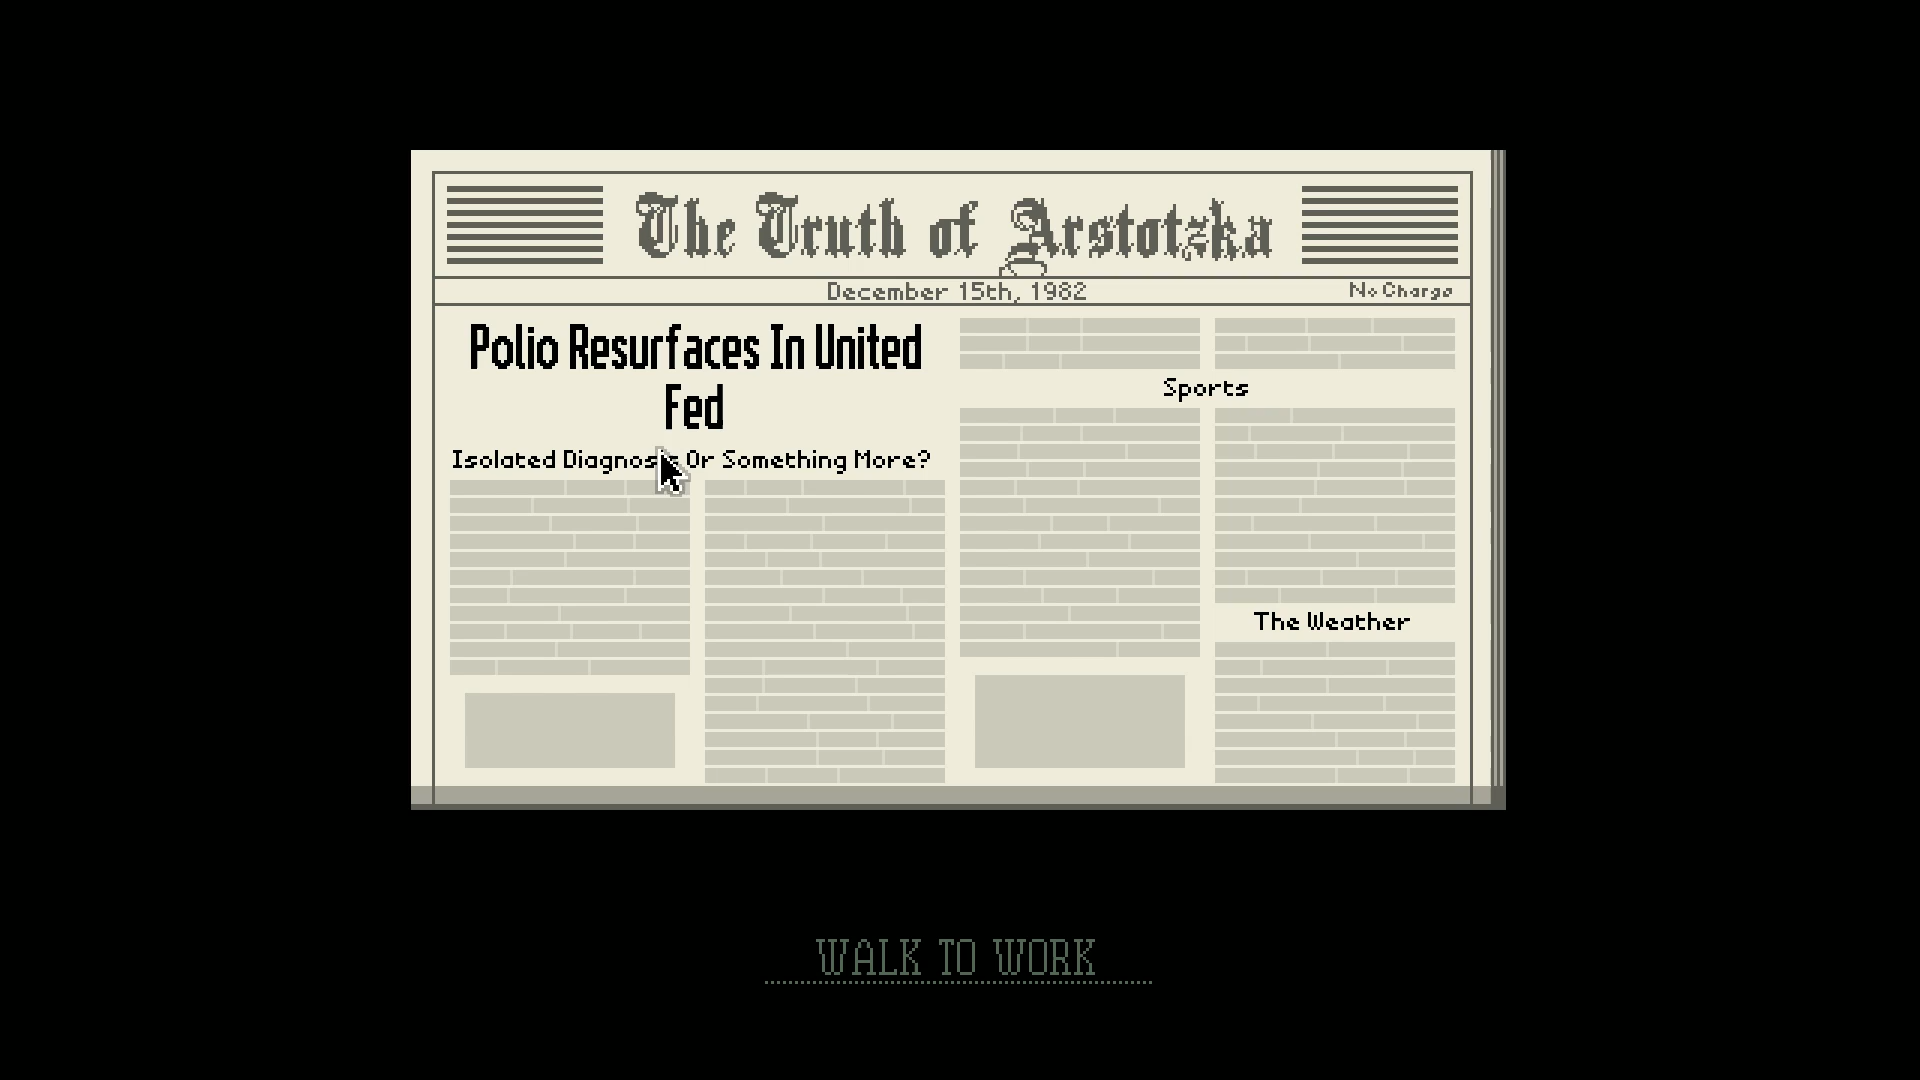 The Truth of Arstotzka
December 15th, 1982
No Charge
Polio Resurfaces In United
Fed
Isolated Diagnosis Or Something More?
Sports
The Weather
WALK TO WORK